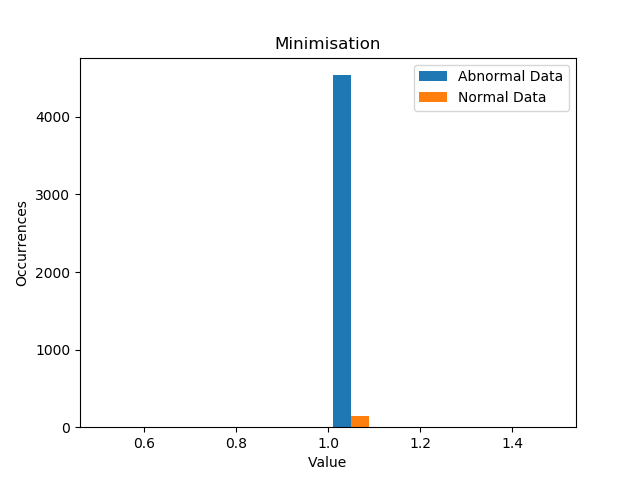 Minimisation
Abnormal Data
Normal Data
4000
3000
2000
1000
0
Occurrences
0.6 0.8 1.0 1.2 1.4
Value